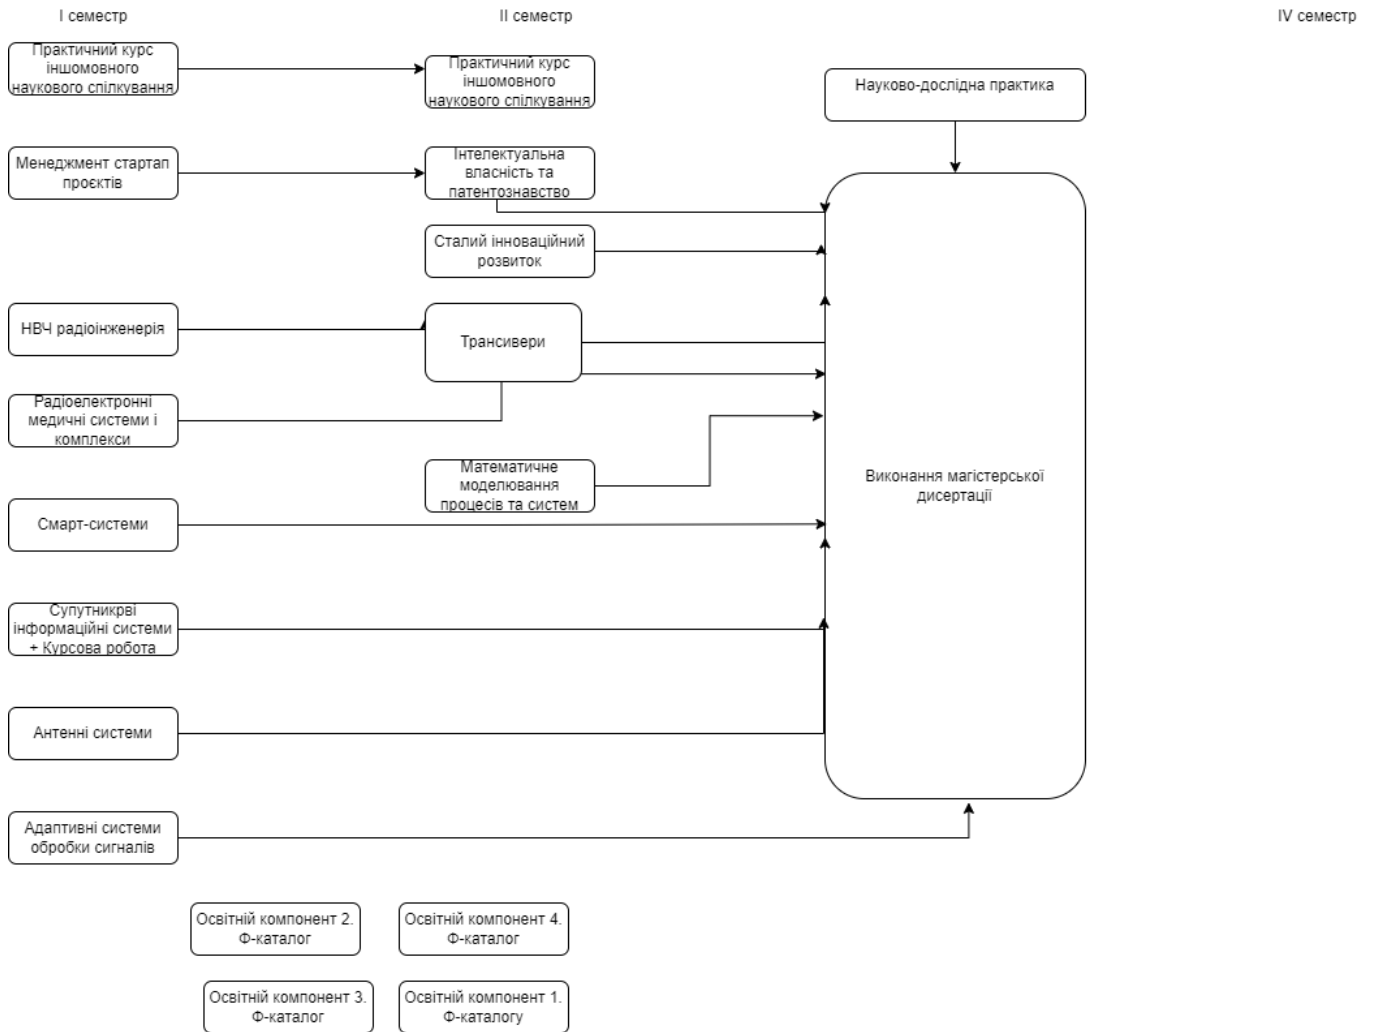 І семестр
ІІ семестр
IV семестр
Практичний курс
іншомовного
наукового спілкування
Практичний курс
іншомовного
наукового спілкування
Науково-дослідна практика
Менеджмент стартап
проєктів
Інтелектуальна
власність та
патентознавство
Сталий інноваційний
розвиток
НВЧ радіоінженерія
Трансивери
Радіоелектронні
медичні системи і
комплекси
Математичне
моделювання
процесів та систем
Виконання магістерської
дисертації
Смарт-системи
Супутникрві
інформаційні системи
+ Курсова робота
Антенні системи
Адаптивні системи
обробки сигналів
Освітній компонент 2.
Ф-каталог
Освітній компонент 4.
Ф-каталог
Освітній компонент 3.
Ф-каталог
Освітній компонент 1.
Ф-каталогу